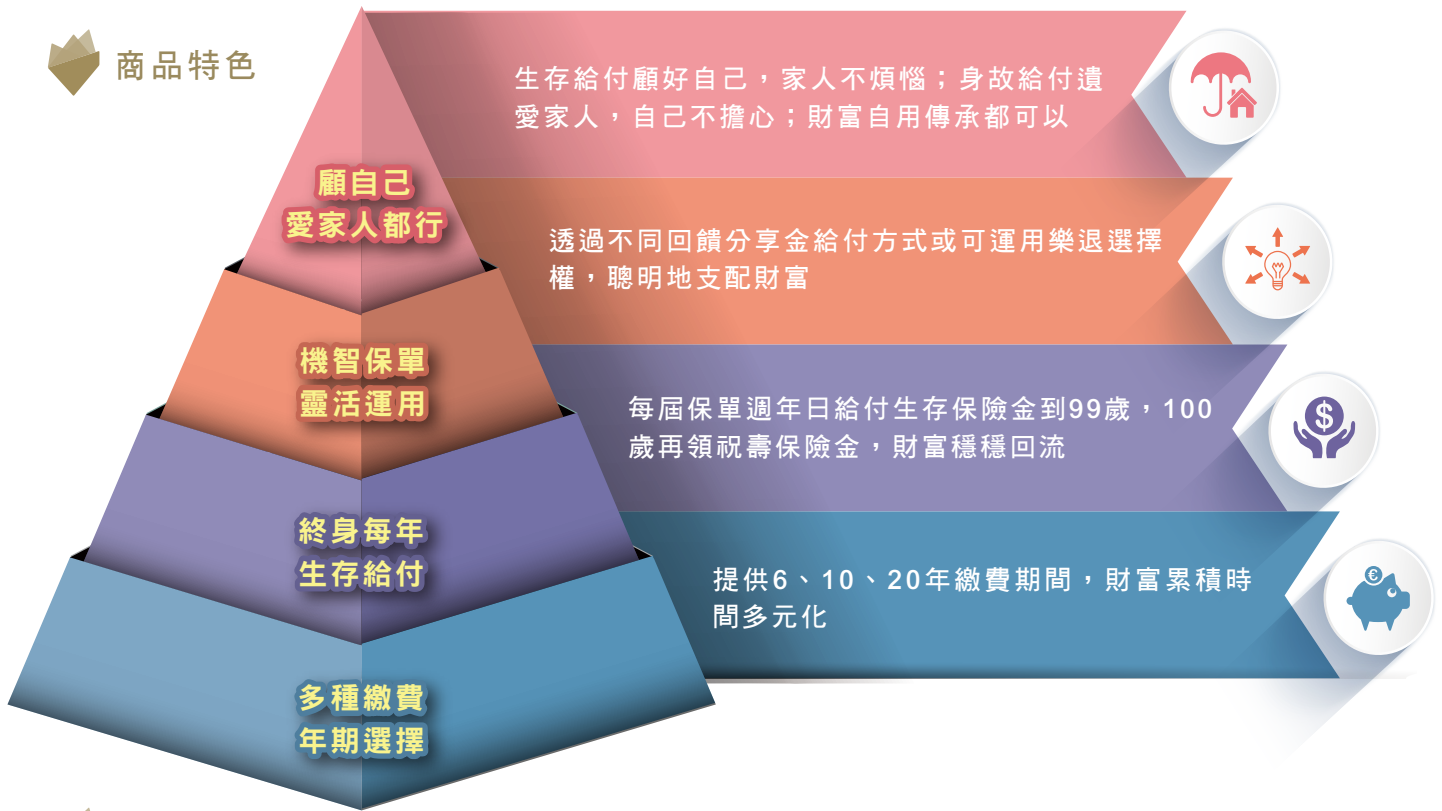 商品特色
生存給付顧好自己，家人不煩惱；身故給付遺
愛家人，自己不擔心；財富自用傳承都可以
顧自己
愛家人都行
透過不同回饋分享金給付方式或可運用樂退選擇
權，聰明地支配財富
機智保單
靈活運用
每屆保單週年日給付生存保險金到99歲，100
歲再領祝壽保險金，財富穩穩回流
終身每年
生存給付
提供6、10、20年繳費期間，財富累積時
間多元化
多種繳費
年期選擇